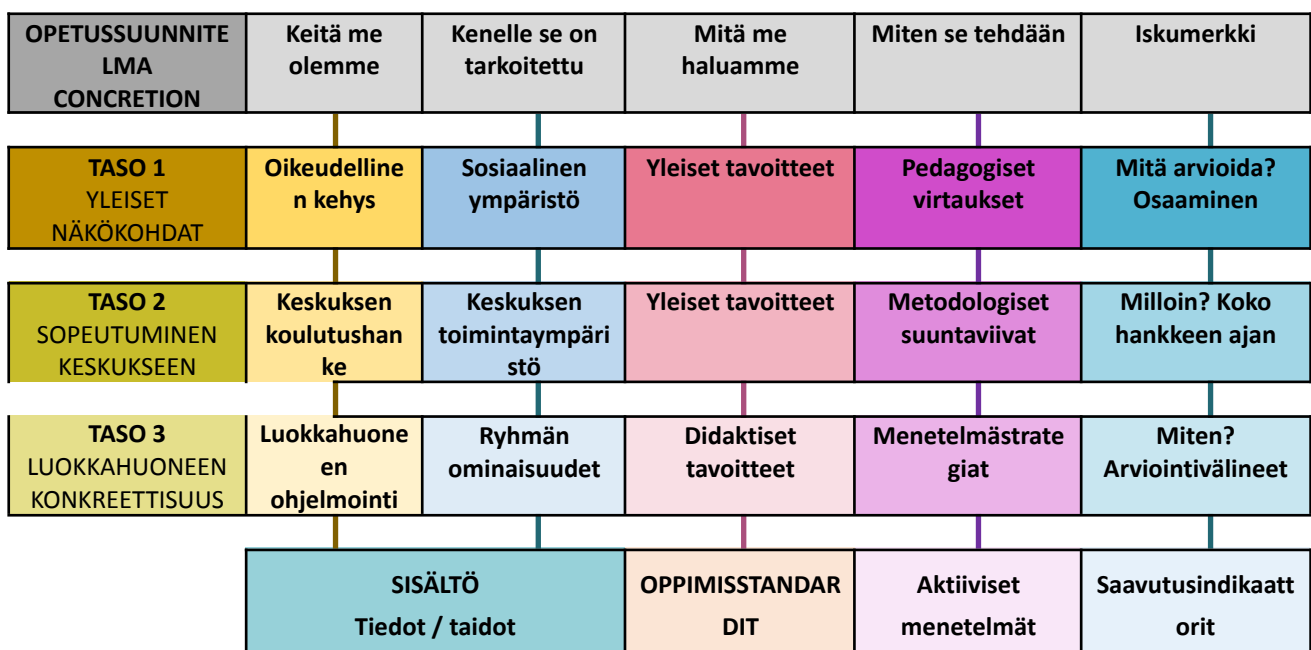 OPETUSSUUNNITE
LMA
CONCRETION
Keitä me
olemme
Kenelle se on
tarkoitettu
Mitä me
haluamme
Miten se tehdään
Iskumerkki
TASO 1
YLEISET
NÄKÖKOHDAT
Oikeudelline
n kehys
Sosiaalinen
ympäristö
Yleiset tavoitteet
Pedagogiset
virtaukset
Mitä arvioida?
Osaaminen
TASO 2
SOPEUTUMINEN
KESKUKSEEN
Keskuksen
koulutushan
ke
Keskuksen
toimintaympäri
stö
Yleiset tavoitteet
Metodologiset
suuntaviivat
Milloin? Koko
hankkeen ajan
TASO 3
LUOKKAHUONEEN
KONKREETTISUUS
Luokkahuone
en
ohjelmointi
Ryhmän
ominaisuudet
Didaktiset
tavoitteet
Menetelmästrate
giat
Miten?
Arviointivälineet
SISÄLTÖ
Tiedot / taidot
OPPIMISSTANDAR
DIT
Aktiiviset
menetelmät
Saavutusindikaatt
orit